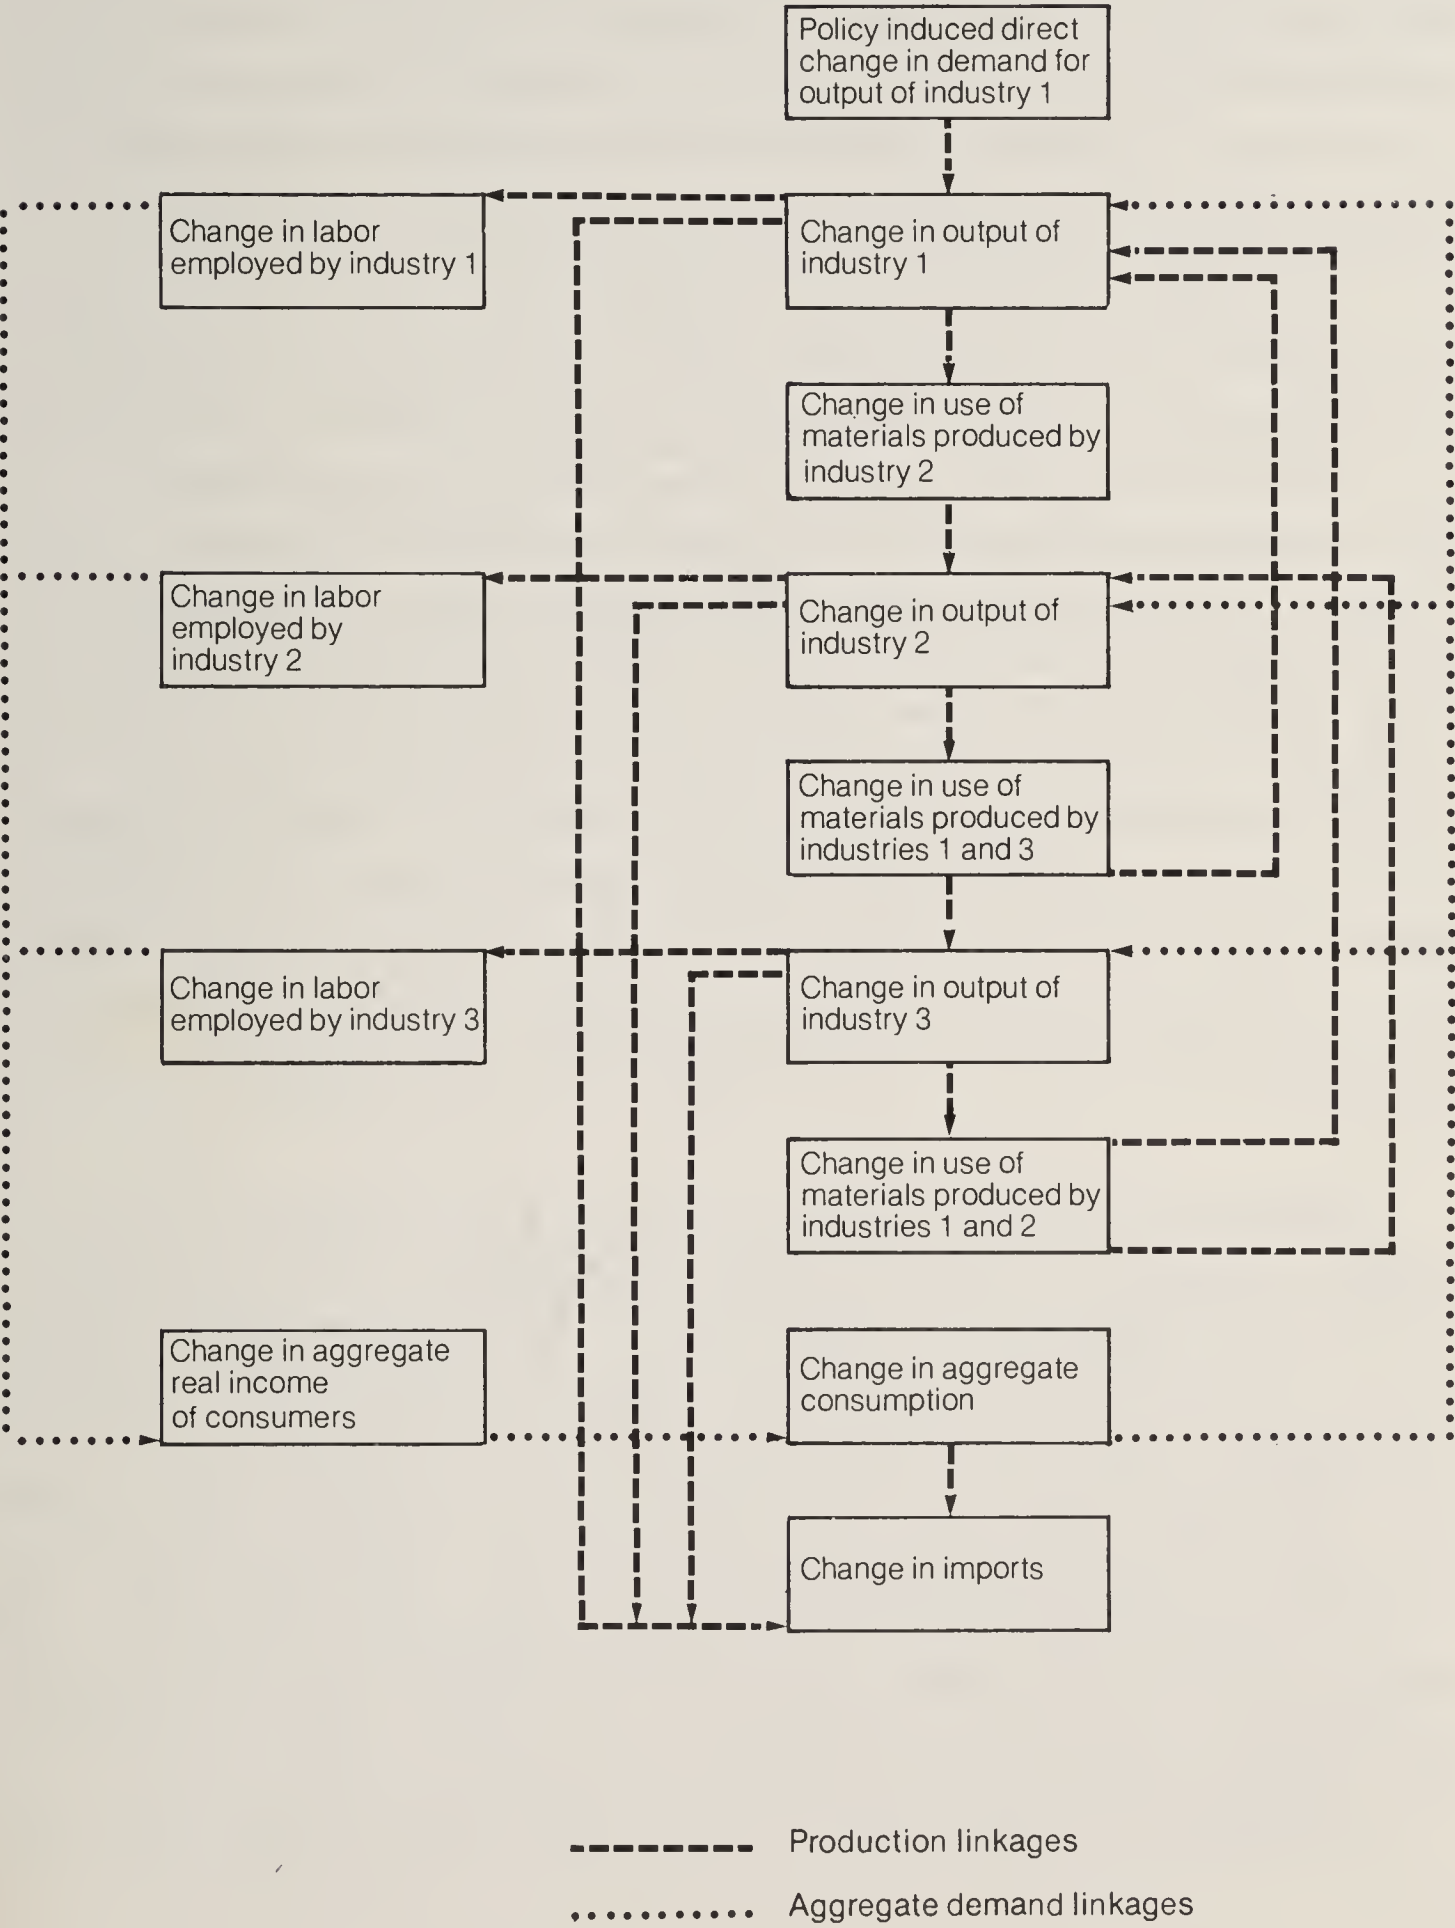 Policy induced direct
change in demand for
output of industry 1
Change in labor
employed by industry 1
Change in output of
industry 1
Change in use of
materials produced by
industry 2
Change in labor
employed by
industry 2
Change in output of
industry 2
Change in use of
materials produced by
industries 1 and 3
Change in labor
employed by industry 3
Change in output of
industry 3
Change in use of
materials produced by
industries 1 and 2
Change in aggregate
real income
of consumers
Change in aggregate
consumption
Change in imports
Production linkages
Aggregate demand linkages